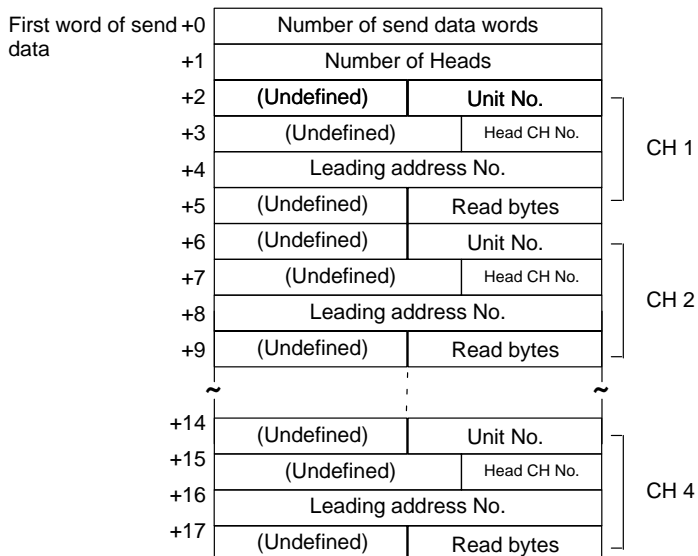 First word of send data +0 Number of send data words
+1 Number of Heads
+2 (Undefined) Unit No.
+3 (Undefined) Head CH No.
CH 1
+4 Leading address No.
+5 (Undefined) Read bytes
+6 (Undefined) Unit No.
+7 (Undefined) Head CH No.
CH 2
+8 Leading address No.
+9 (Undefined) Read bytes
~ ~
+14 (Undefined) Unit No.
+15 (Undefined) Head CH No.
CH 4
+16 Leading address No.
+17 (Undefined) Read bytes